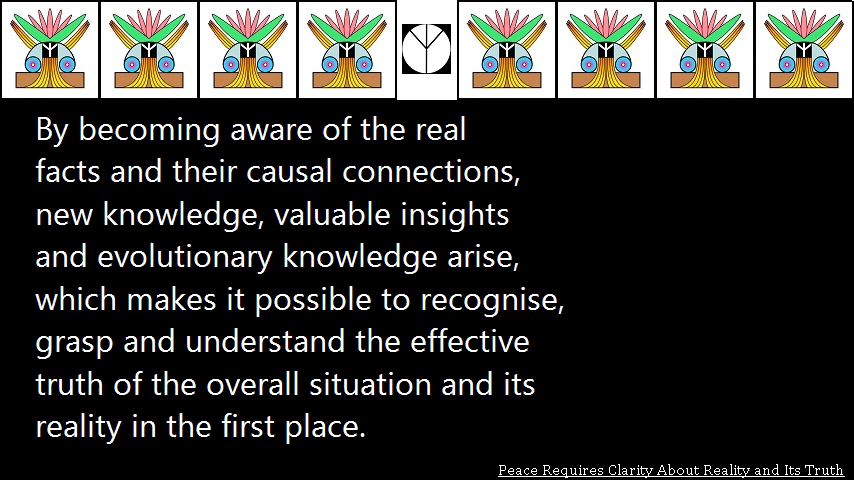 By becoming aware of the real
facts and their causal connections,
new knowledge, valuable insights
and evolutionary knowledge arise,
which makes it possible to recognise,
grasp and understand the effective
truth of the overall situation and its
reality in the first place.
Peace Requires Clarity About Reality and Its Truth